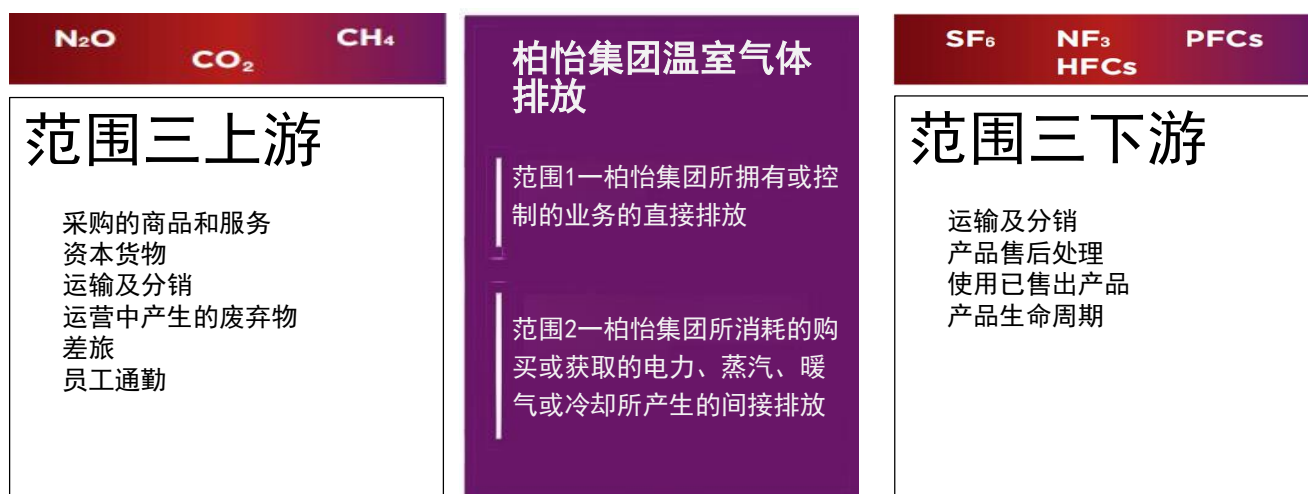 N₂O
CO₂
CH₄
范围三上游
采购的商品和服务
资本货物
运输及分销
运营中产生的废弃物
差旅
员工通勤
柏怡集团温室气体
排放
范围1一柏怡集团所拥有或控
制的业务的直接排放
范围2一柏怡集团所消耗的购
买或获取的电力、蒸汽、暖
气或冷却所产生的间接排放
SF₆ NF₃ PFCs
HFCs
范围三下游
运输及分销
产品售后处理
使用已售出产品
产品生命周期